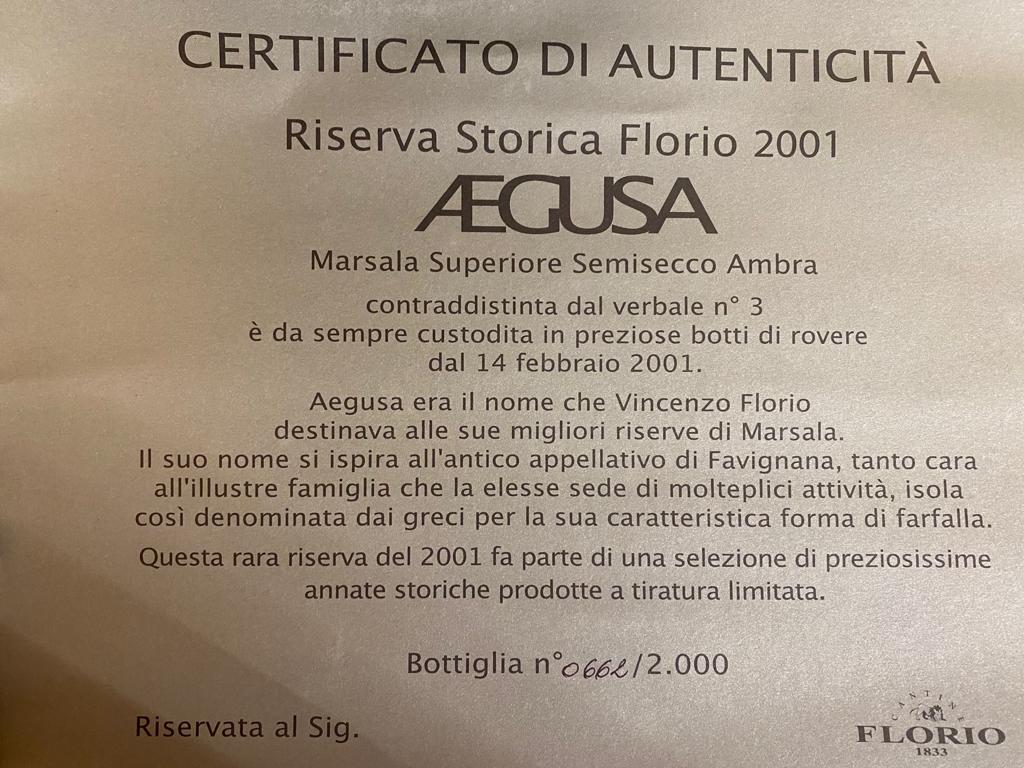 CERTIFICATO DI AUTENTICITÀ
Riserva Storica Florio 2001
ÆGUSA
Marsala Superiore Semisecco Ambra
contraddistinta dal verbale n° 3
è da sempre custodita in preziose botti di rovere
dal 14 febbraio 2001.
Aegusa era il nome che Vincenzo Florio
destinava alle sue migliori riserve di Marsala.
Il suo nome si ispira all'antico appellativo di Favignana, tanto cara
all'illustre famiglia che la elesse sede di molteplici attività, isola
così denominata dai greci per la sua caratteristica forma di farfalla.
Questa rara riserva del 2001 fa parte di una selezione di preziosissime
annate storiche prodotte a tiratura limitata.
Bottiglia n°0662/2.000
Riservata al Sig.
CANTINE
FLORIO
1833